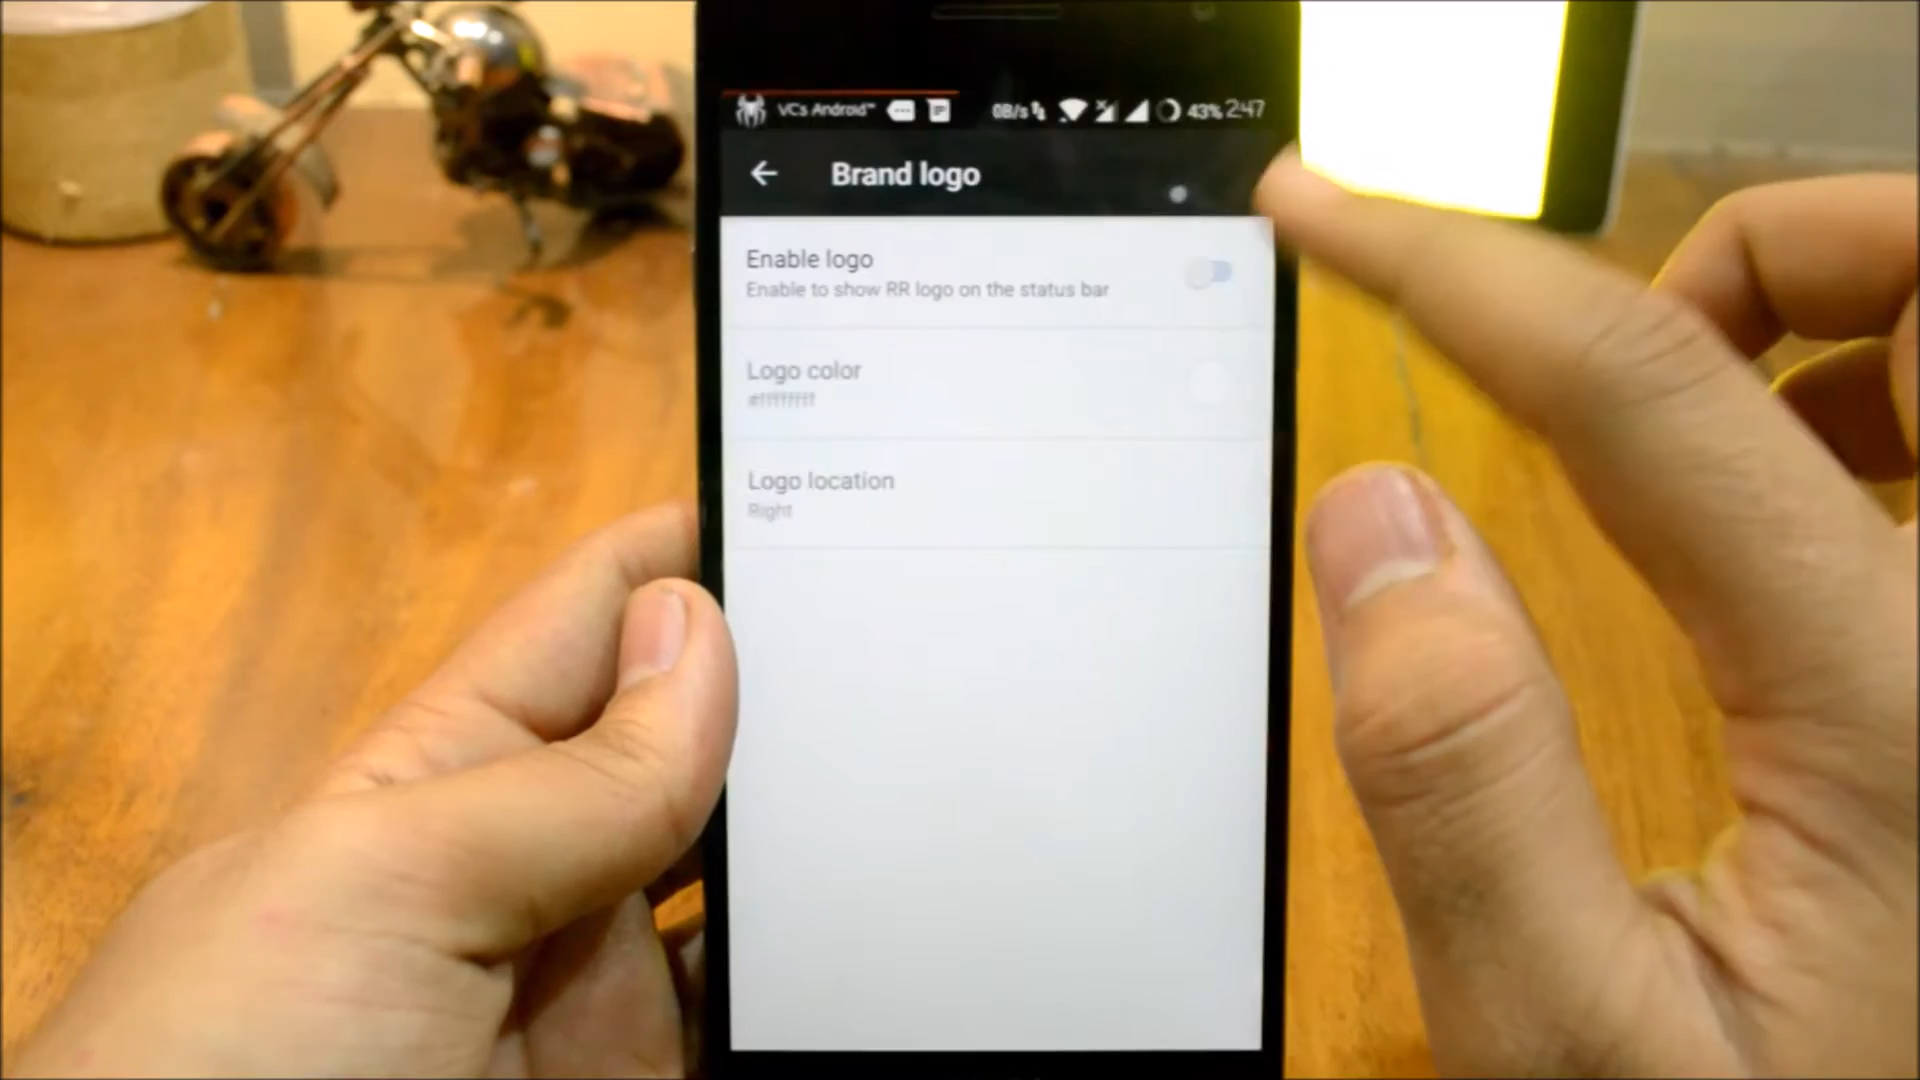 VCs Android™ 0B/s 43% 2:47
Brand logo
Enable logo
Enable to show RR logo on the status bar
Logo color
#ffffffff
Logo location
Right